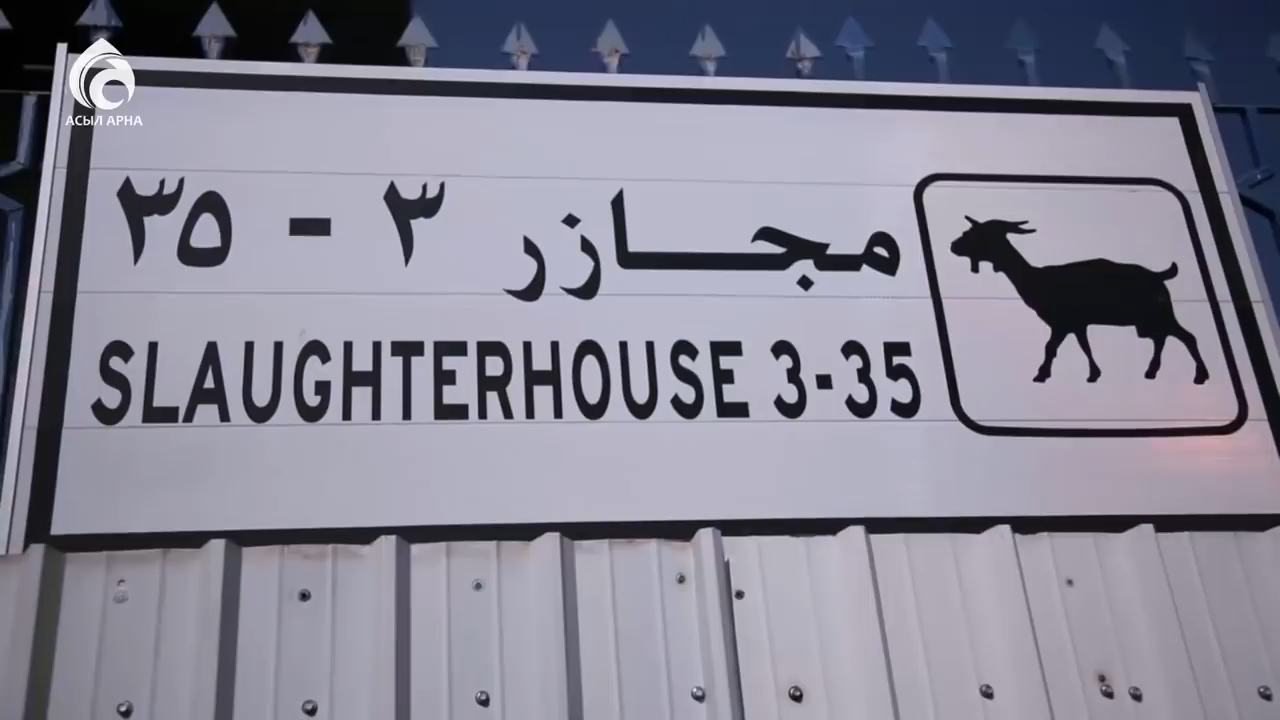 АСЫЛ АРНА
مجازر ٣ - ٣٥
SLAUGHTERHOUSE 3-35